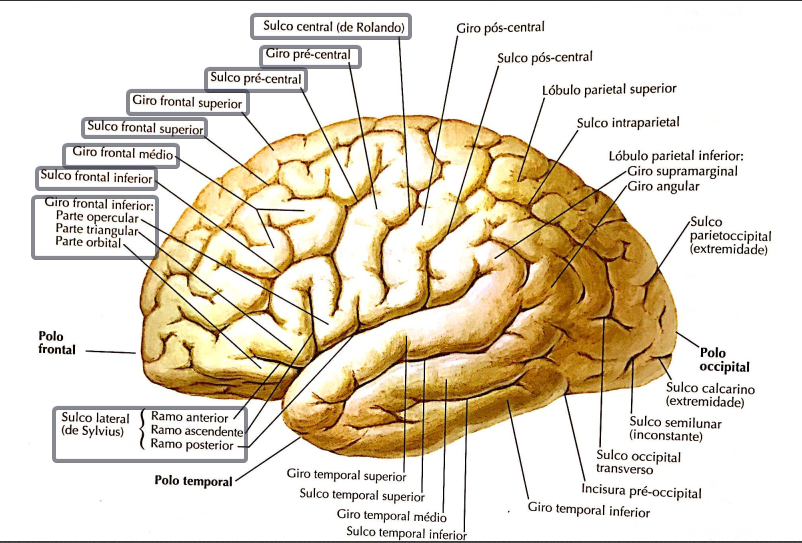 Sulco central (de Rolando)
Giro pré-central
Sulco pré-central
Giro frontal superior
Sulco frontal superior
Giro frontal médio
Sulco frontal inferior
Giro frontal inferior:
Parte opercular
Parte triangular
Parte orbital
Polo
frontal
Sulco lateral
(de Sylvius)
Ramo anterior
Ramo ascendente
Ramo posterior
Polo temporal
Giro pós-central
Sulco pós-central
Lóbulo parietal superior
Sulco intraparietal
Lóbulo parietal inferior:
Giro supramarginal
Giro angular
Sulco
parietoccipital
(extremidade)
Polo
occipital
Sulco calcarino
(extremidade)
Sulco semilunar
(inconstante)
Sulco occipital
transverso
Incisura pré-occipital
Giro temporal inferior
Giro temporal superior
Sulco temporal superior
Giro temporal médio
Sulco temporal inferior